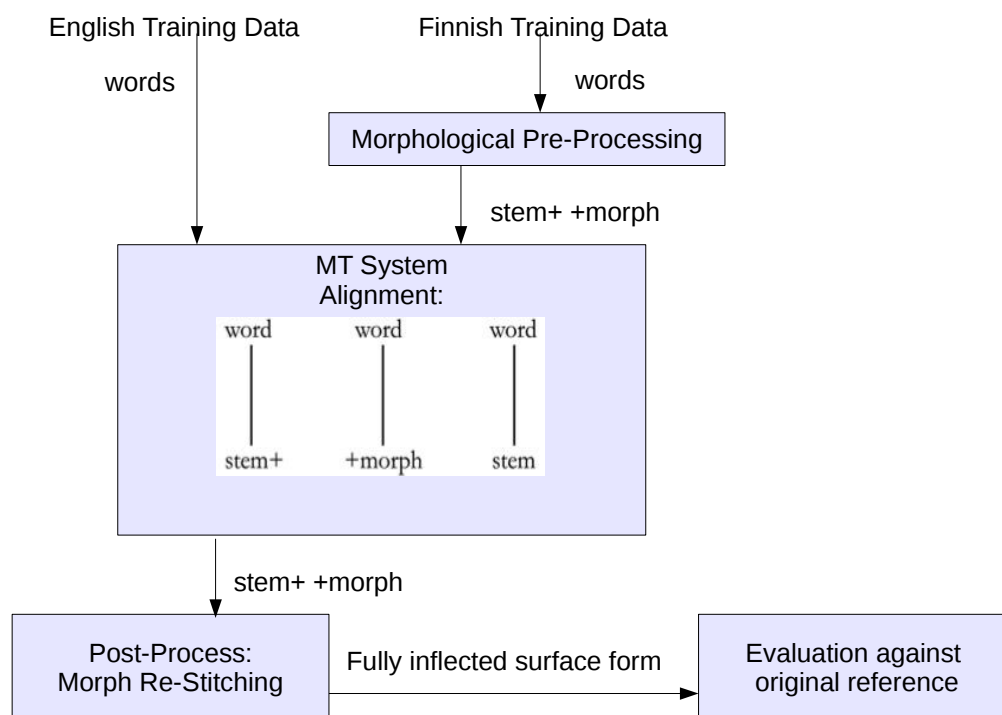 English Training Data
Finnish Training Data
words
words
Morphological Pre-Processing
stem+ +morph
MT System
Alignment:
word word word
stem+ +morph stem
stem+ +morph
Post-Process:
Morph Re-Stitching
Fully inflected surface form
Evaluation against
original reference